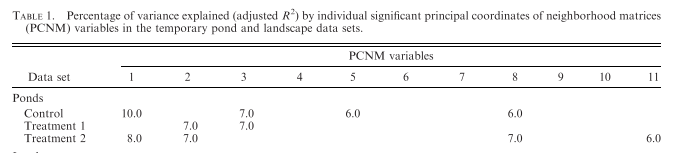 TABLE 1. Percentage of variance explained (adjusted R²) by individual significant principal coordinates of neighborhood matrices
(PCNM) variables in the temporary pond and landscape data sets.
PCNM variables
Data set 1 2 3 4 5 6 7 8 9 10 11
Ponds
Control 10.0 7.0 6.0 6.0
Treatment 1 7.0 7.0
Treatment 2 8.0 7.0 7.0 6.0